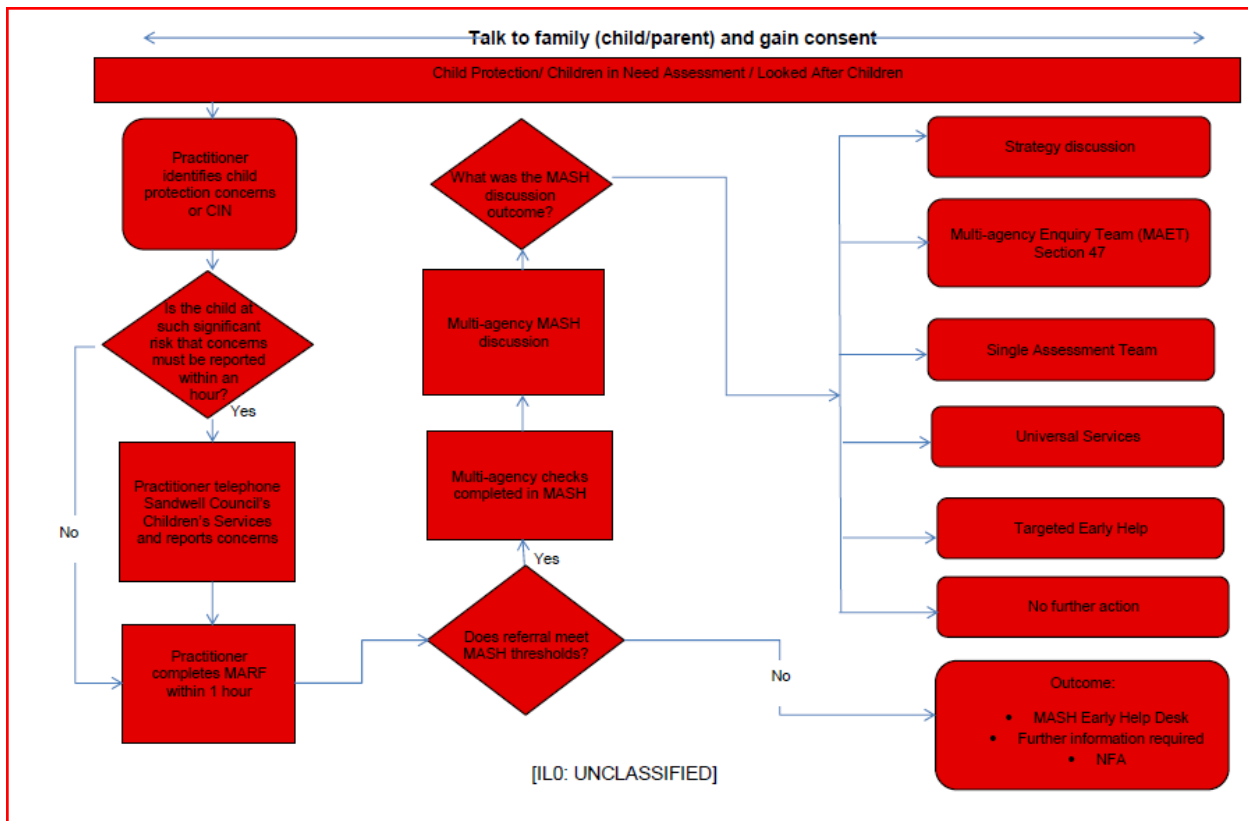 Talk to family (child/parent) and gain consent
Child Protection/ Children in Need Assessment / Looked After Children
Practitioner
identifies child
protection concerns
or CIN
Is the child at
such significant
risk that concerns
must be reported
within an
hour?
Yes
No
Practitioner telephone
Sandwell Council's
Children's Services
and reports concerns
Practitioner
completes MARF
within 1 hour
What was the MASH
discussion
outcome?
Multi-agency MASH
discussion
Multi-agency checks
completed in MASH
Yes
Does referral meet
MASH thresholds?
No
Strategy discussion
Multi-agency Enquiry Team (MAET)
Section 47
Single Assessment Team
Universal Services
Targeted Early Help
No further action
Outcome:
• MASH Early Help Desk
• Further information required
• NFA
[IL0: UNCLASSIFIED]